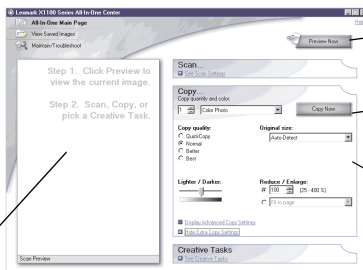 Lexmark X1100 Series All-In-One Center
All-In-One Main Page
View Saved Images
Maintain/Troubleshoot
Preview Now
Step 1. Click Preview to
view the current image.
Step 2. Scan, Copy, or
pick a Creative Task.
Scan Preview
Scan...
See Scan Settings
Copy...
Copy quantity and color:
1 Color Photo Copy Now
Copy quality:
QuickCopy
Normal
Better
Best
Original size:
Auto Detect
Lighter / Darker:
Reduce / Enlarge:
100 (25 - 400 %)
Fit to page
Display Advanced Copy Settings
Hide Extra Copy Settings
Creative Tasks
See Creative Tasks